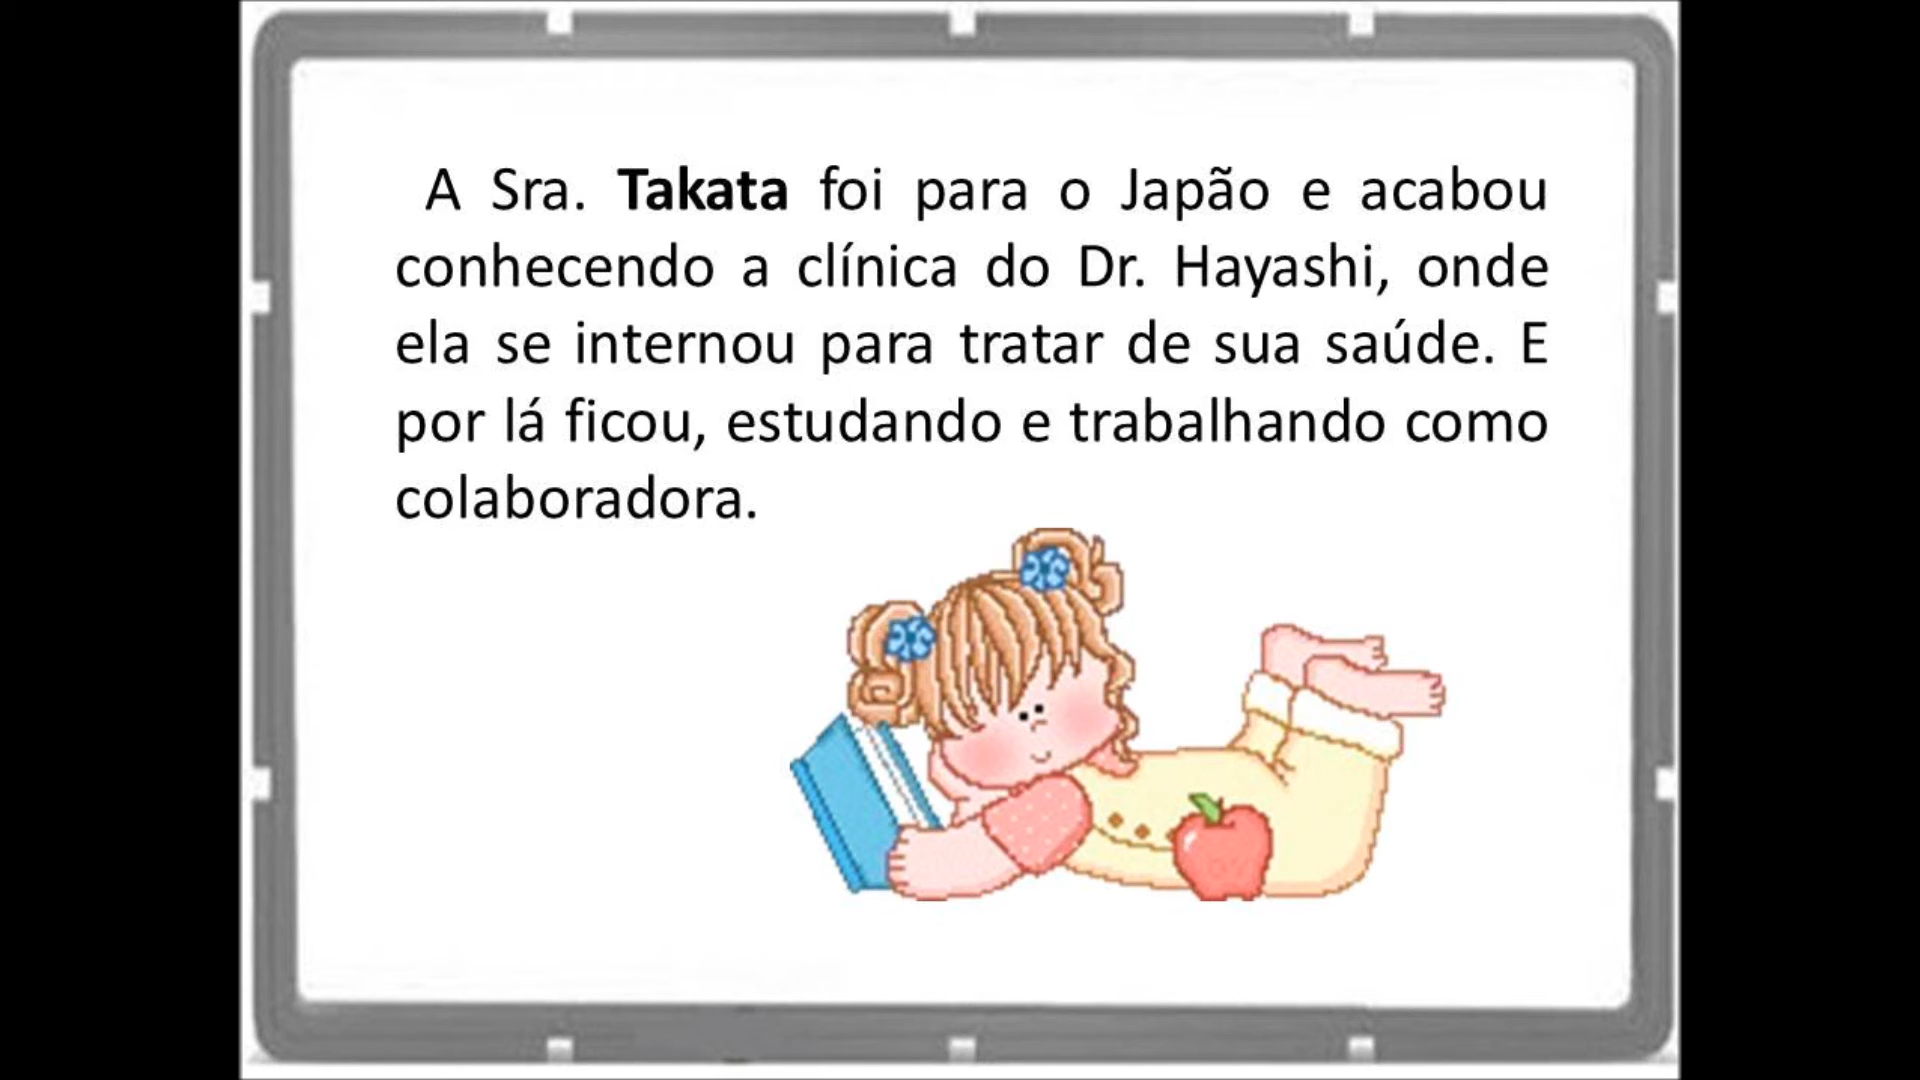 A Sra. Takata foi para o Japão e acabou
conhecendo a clínica do Dr. Hayashi, onde
ela se internou para tratar de sua saúde. E
por lá ficou, estudando e trabalhando como
colaboradora.